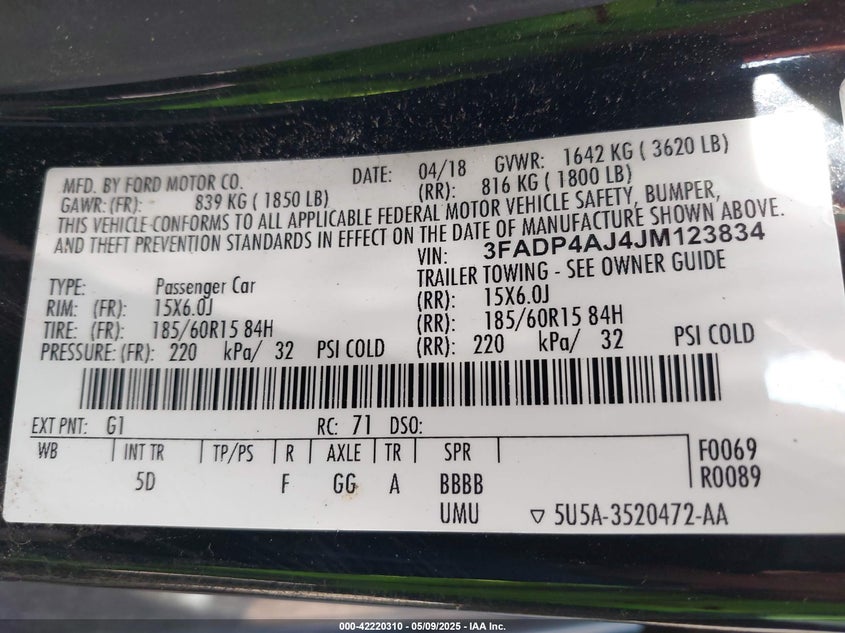 MFD. BY FORD MOTOR CO. DATE: 04/18 GVWR: 1642 KG ( 3620 LB)
GAWR: (FR): - 839 KG ( 1850 LB) (RR): 816 KG ( 1800 LB)
THIS VEHICLE CONFORMS TO ALL APPLICABLE FEDERAL MOTOR VEHICLE SAFETY, BUMPER,
AND THEFT PREVENTION STANDARDS IN EFFECT ON THE DATE OF MANUFACTURE SHOWN ABOVE.
VIN: 3FADP4AJ4JM123834
TYPE: Passenger Car TRAILER TOWING - SEE OWNER GUIDE
RIM: (FR): 15X6.0J (RR): 15X6.0J
TIRE: (FR): 185/60R15 84H (RR): 185/60R15 84H
PRESSURE: (FR): 220 kPa/ 32 PSI COLD (RR): 220 kPa/ 32 PSI COLD
EXT PNT: G1 RC: 71 DSO:
WB INT TR TP/PS R AXLE TR SPR F0069
5D F GG A BBBB R0089
UMU ▽ 5U5A-3520472-AA
000-42220310 - 05/09/2025 - IAA Inc.